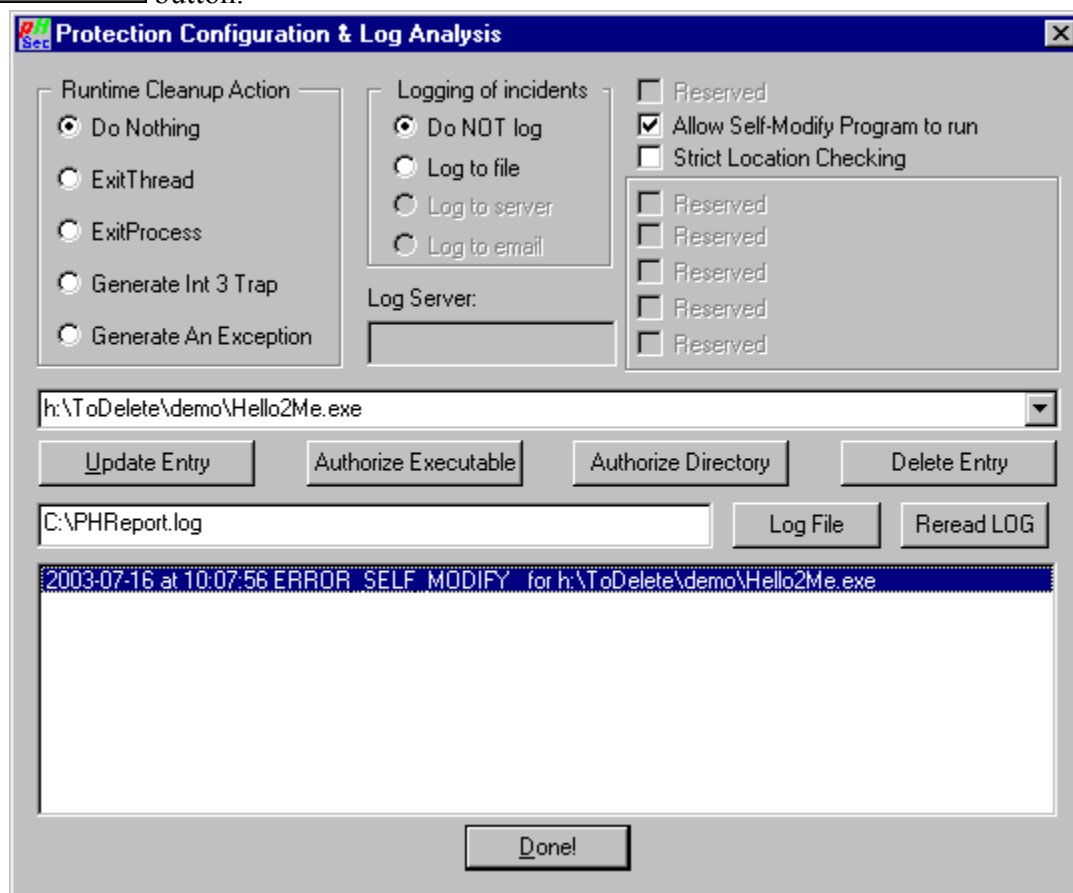 button.
PH Sec Protection Configuration & Log Analysis
Runtime Cleanup Action
Do Nothing
ExitThread
ExitProcess
Generate Int 3 Trap
Generate An Exception
Logging of incidents
Do NOT log
Log to file
Log to server
Log to email
Log Server:
Reserved
Allow Self-Modify Program to run
Strict Location Checking
Reserved
Reserved
Reserved
Reserved
Reserved
h:\ToDelete\demo\Hello2Me.exe
Update Entry
Authorize Executable
Authorize Directory
Delete Entry
C:\PHReport.log
Log File
Reread LOG
2003-07-16 at 10:07:56 ERROR_SELF_MODIFY_ for h:\ToDelete\demo\Hello2Me.exe
Done!